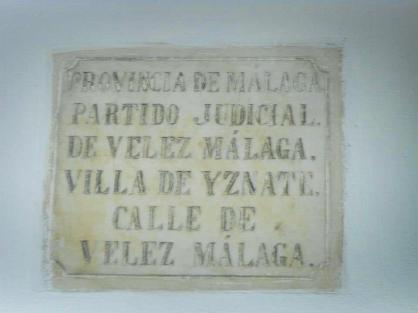 PROVINCIA DE MÁLAGA
PARTIDO JUDICIAL.
DE VELEZ MÁLAGA.
VILLA DE YZNATE.
CALLE DE
VELEZ MÁLAGA.